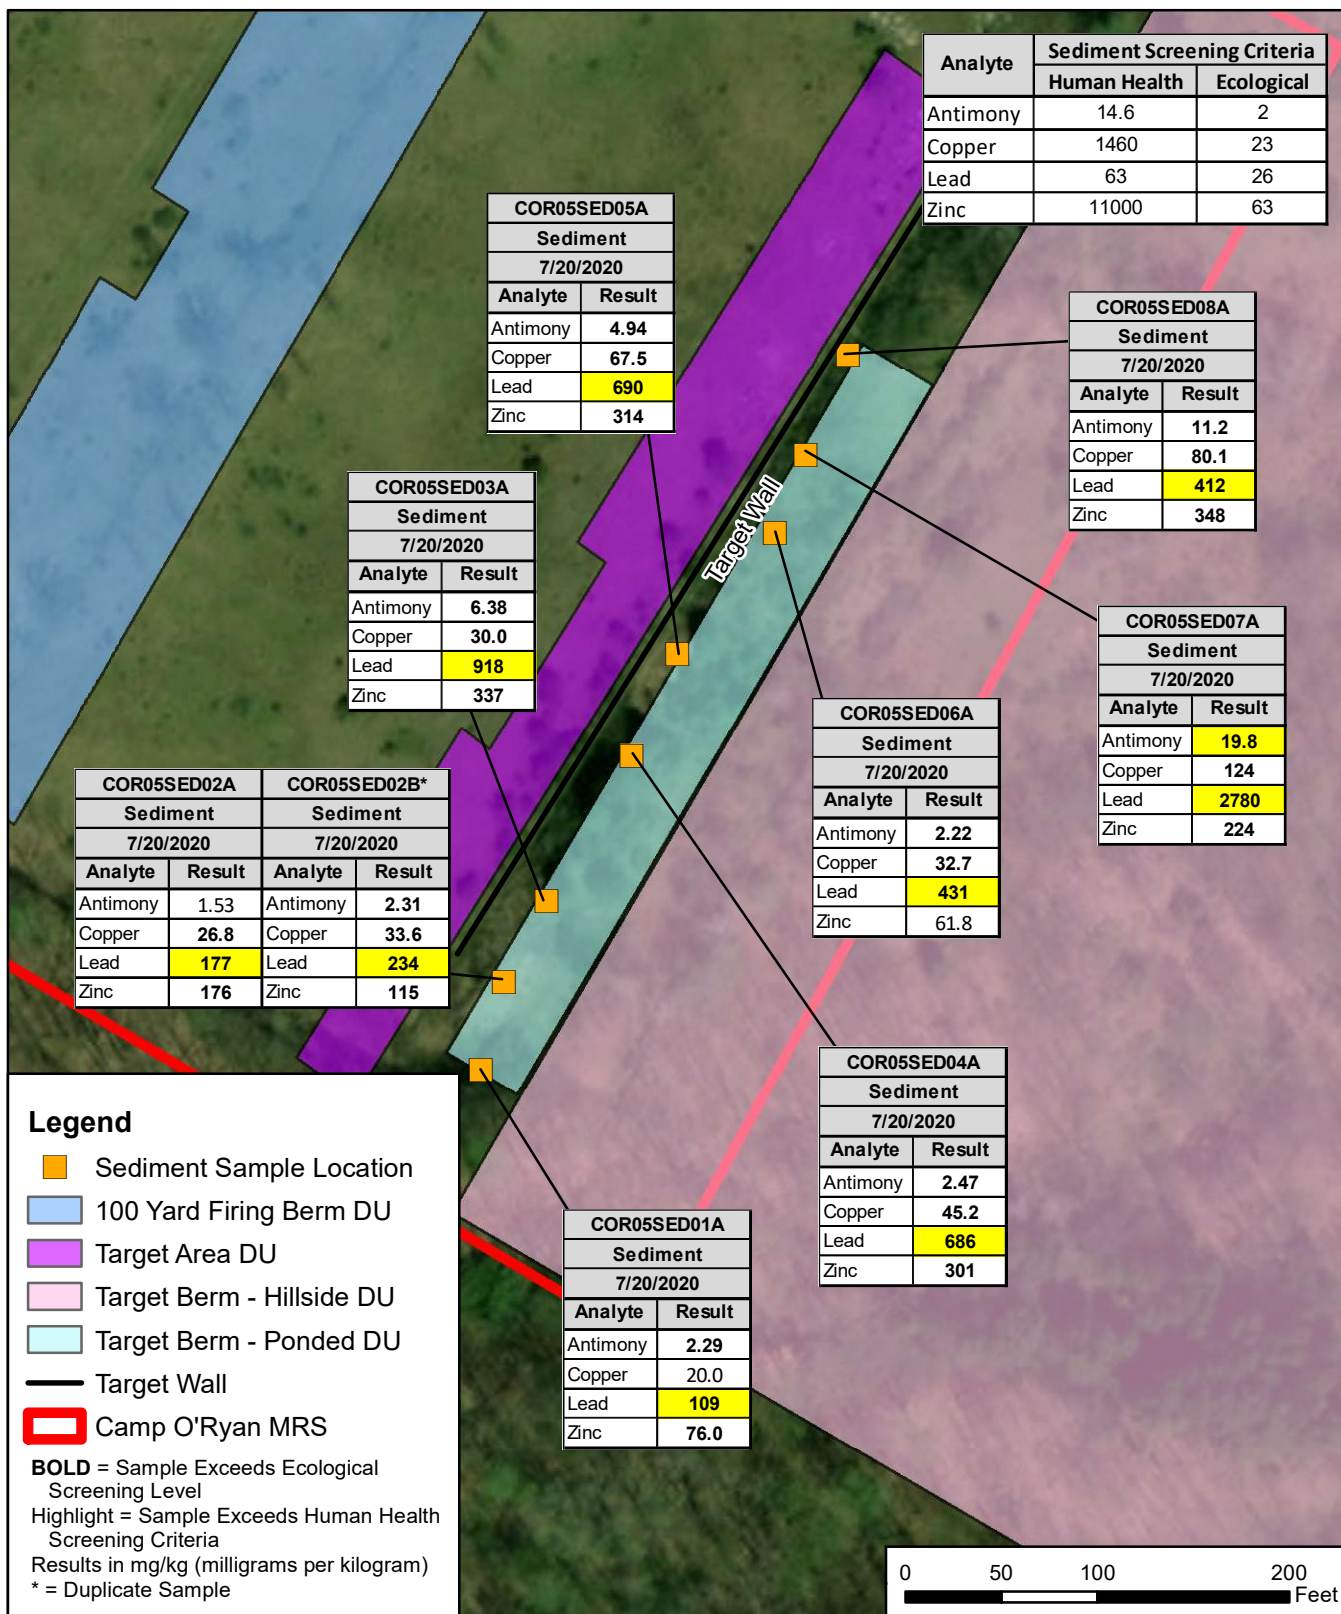 Analyte Sediment Screening Criteria
Human Health Ecological
Antimony 14.6 2
Copper 1460 23
Lead 63 26
Zinc 11000 63
COR05SED05A
Sediment
7/20/2020
Analyte Result
Antimony 4.94
Copper 67.5
Lead 690
Zinc 314
COR05SED08A
Sediment
7/20/2020
Analyte Result
Antimony 11.2
Copper 80.1
Lead 412
Zinc 348
COR05SED03A
Sediment
7/20/2020
Analyte Result
Antimony 6.38
Copper 30.0
Lead 918
Zinc 337
Target Wall
COR05SED07A
Sediment
7/20/2020
Analyte Result
Antimony 19.8
Copper 124
Lead 2780
Zinc 224
COR05SED06A
Sediment
7/20/2020
Analyte Result
Antimony 2.22
Copper 32.7
Lead 431
Zinc 61.8
COR05SED02A COR05SED02B*
Sediment Sediment
7/20/2020 7/20/2020
Analyte Result Analyte Result
Antimony 1.53 Antimony 2.31
Copper 26.8 Copper 33.6
Lead 177 Lead 234
Zinc 176 Zinc 115
COR05SED04A
Sediment
7/20/2020
Analyte Result
Antimony 2.47
Copper 45.2
Lead 686
Zinc 301
COR05SED01A
Sediment
7/20/2020
Analyte Result
Antimony 2.29
Copper 20.0
Lead 109
Zinc 76.0
Legend
Sediment Sample Location
100 Yard Firing Berm DU
Target Area DU
Target Berm - Hillside DU
Target Berm - Ponded DU
Target Wall
Camp O'Ryan MRS
BOLD = Sample Exceeds Ecological
Screening Level
Highlight = Sample Exceeds Human Health
Screening Criteria
Results in mg/kg (milligrams per kilogram)
* = Duplicate Sample
0 50 100 200
Feet